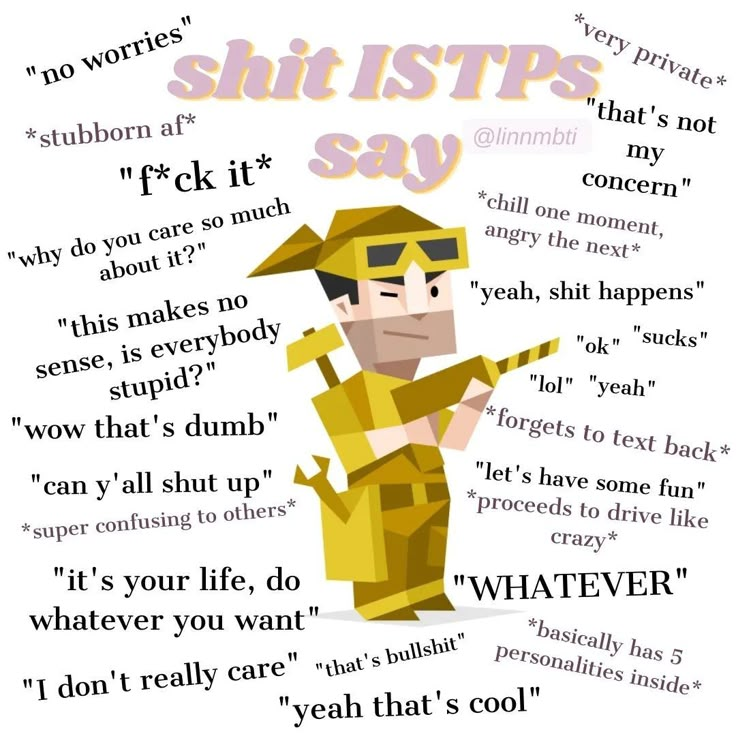 shit ISTPs
say
@linnmbti
"no worries"
*stubborn af*
"f*ck it*
"why do you care so much
about it?"
"this makes no
sense, is everybody
stupid?"
"wow that's dumb"
"can y'all shut up"
*super confusing to others*
"it's your life, do
whatever you want"
"I don't really care"
"that's bullshit"
"yeah that's cool"
*very private*
"that's not
my
concern"
*chill one moment,
angry the next*
"yeah, shit happens"
"ok" "sucks"
"lol" "yeah"
*forgets to text back*
"let's have some fun"
*proceeds to drive like
crazy*
"WHATEVER"
*basically has 5
personalities inside*